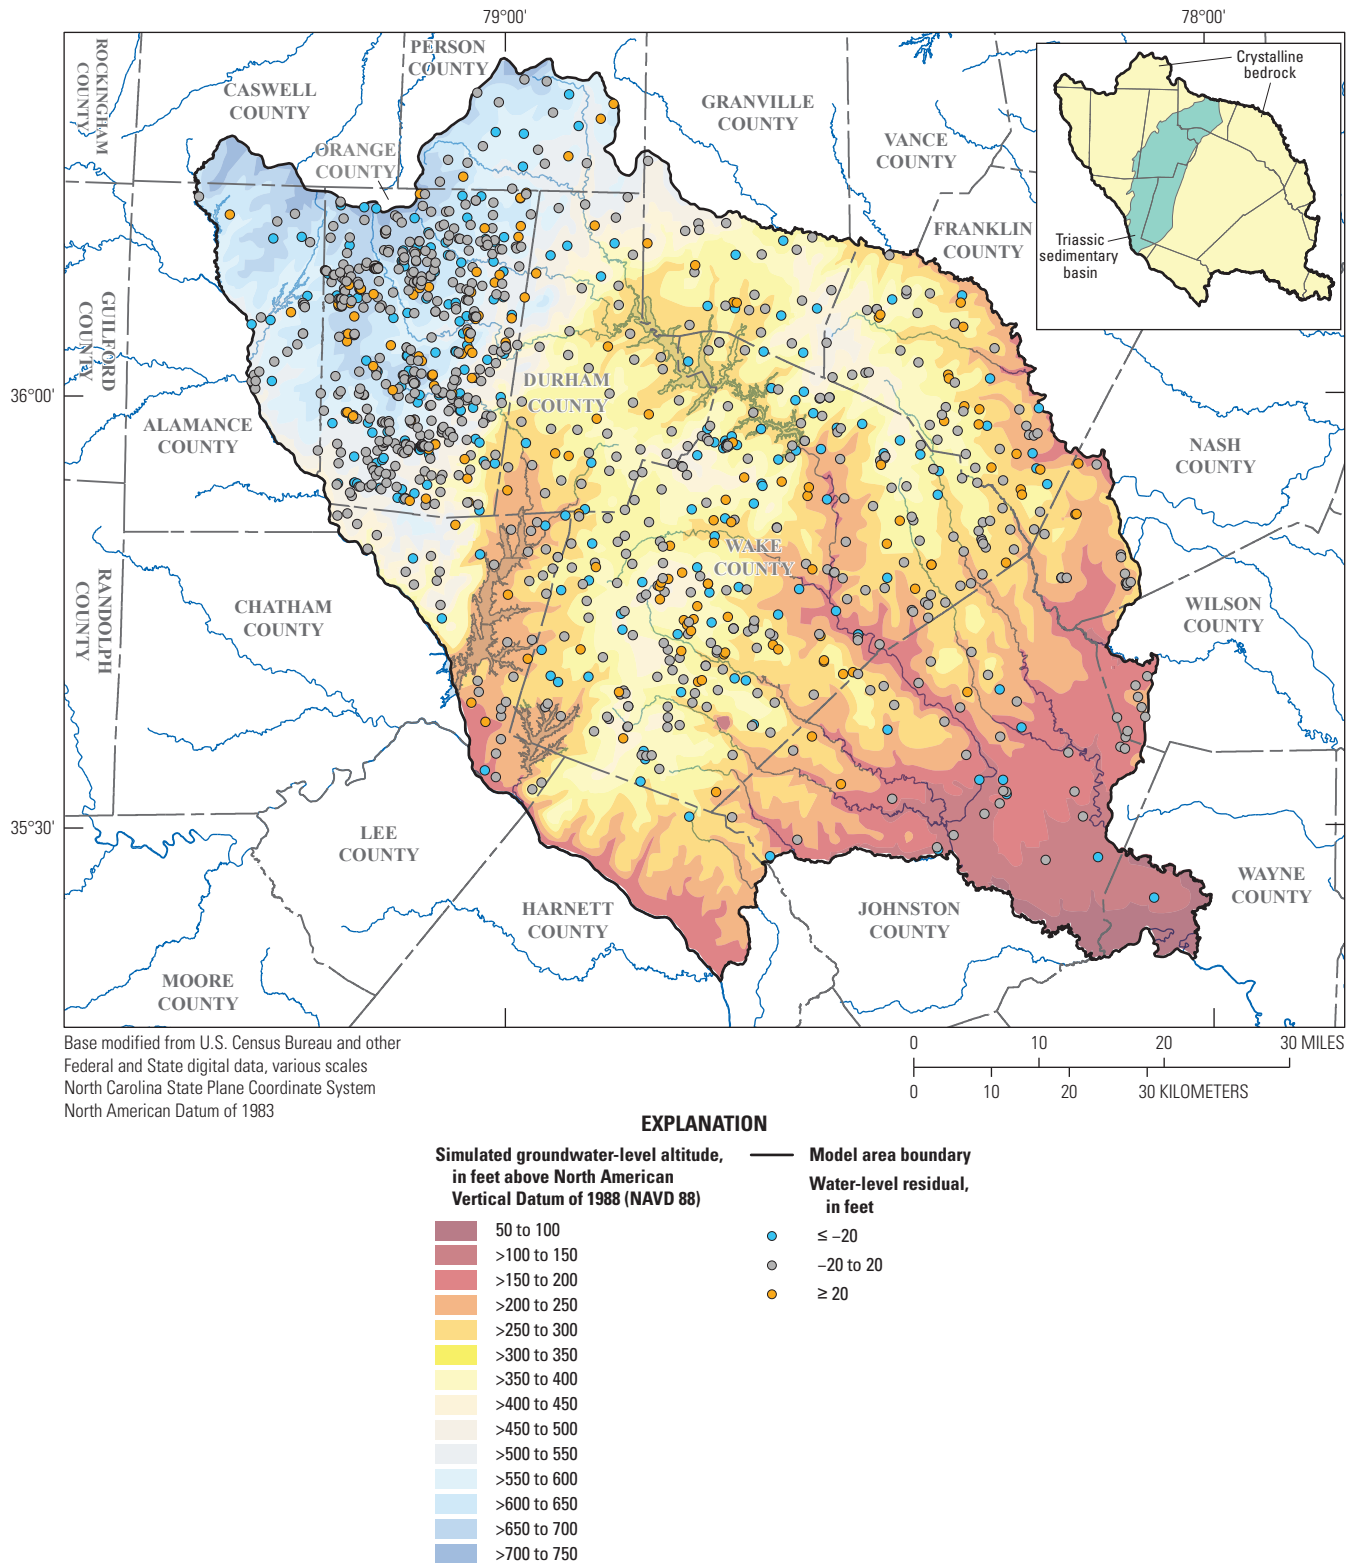 79°00'
78°00'
ROCKINGHAM
COUNTY
CASWELL
COUNTY
PERSON
COUNTY
GRANVILLE
COUNTY
VANCE
COUNTY
ORANGE
COUNTY
FRANKLIN
COUNTY
Crystalline
bedrock
Triassic
sedimentary
basin
GUILFORD
COUNTY
36°00'
DURHAM
COUNTY
ALAMANCE
COUNTY
NASH
COUNTY
WAKE
COUNTY
RANDOLPH
COUNTY
CHATHAM
COUNTY
WILSON
COUNTY
35°30'
LEE
COUNTY
HARNETT
COUNTY
JOHNSTON
COUNTY
WAYNE
COUNTY
MOORE
COUNTY
Base modified from U.S. Census Bureau and other
Federal and State digital data, various scales
North Carolina State Plane Coordinate System
North American Datum of 1983
0 10 20 30 MILES
0 10 20 30 KILOMETERS
EXPLANATION
Simulated groundwater-level altitude,
in feet above North American
Vertical Datum of 1988 (NAVD 88)
50 to 100
>100 to 150
>150 to 200
>200 to 250
>250 to 300
>300 to 350
>350 to 400
>400 to 450
>450 to 500
>500 to 550
>550 to 600
>600 to 650
>650 to 700
>700 to 750
Model area boundary
Water-level residual,
in feet
≤ −20
−20 to 20
≥ 20